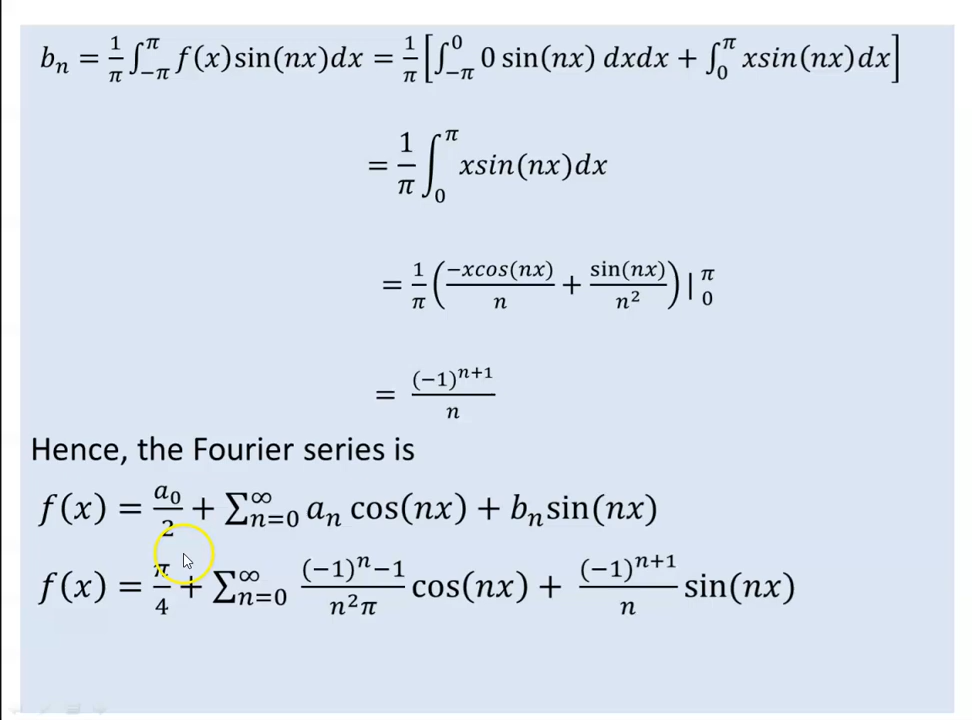 bₙ = 1/π ∫_{-π}^{π} f(x)sin(nx)dx = 1/π [∫_{-π}^{0} 0 sin(nx) dxdx + ∫_{0}^{π} xsin(nx)dx]
= 1/π ∫_{0}^{π} xsin(nx)dx
= 1/π (-xcos(nx)/n + sin(nx)/n²) |_{0}^{π}
= (-1)^{n+1}/n
Hence, the Fourier series is
f(x) = a₀/2 + ∑_{n=0}^{∞} aₙ cos(nx) + bₙsin(nx)
f(x) = π/4 + ∑_{n=0}^{∞} ((-1)^{n}-1)/(n²π) cos(nx) + (-1)^{n+1}/n sin(nx)